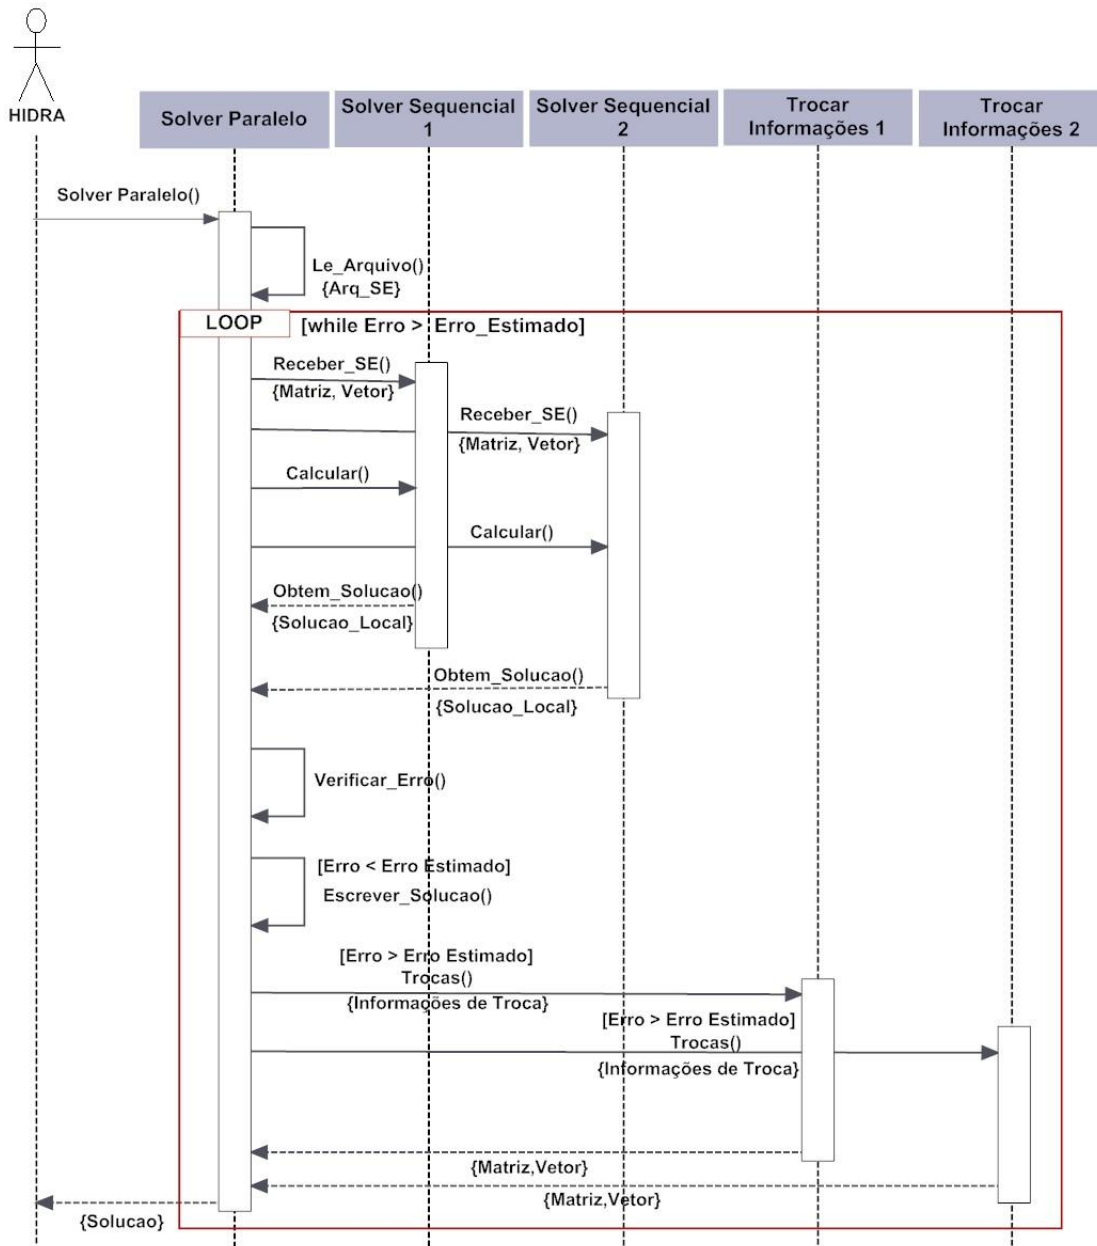 HIDRA
Solver Paralelo
Solver Sequencial
1
Solver Sequencial
2
Trocar
Informações 1
Trocar
Informações 2
Solver Paralelo()
Le_Arquivo()
{Arq_SE}
LOOP
[while Erro > Erro_Estimado]
Receber_SE()
{Matriz, Vetor}
Receber_SE()
{Matriz, Vetor}
Calcular()
Calcular()
Obtem_Solucao()
{Solucao_Local}
Obtem_Solucao()
{Solucao_Local}
Verificar_Erro()
[Erro < Erro Estimado]
Escrever_Solucao()
[Erro > Erro Estimado]
Trocas()
{Informações de Troca}
[Erro > Erro Estimado]
Trocas()
{Informações de Troca}
{Matriz,Vetor}
{Matriz,Vetor}
{Solucao}